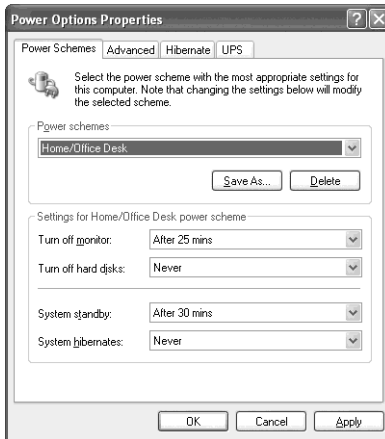 Power Options Properties
Power Schemes Advanced Hibernate UPS
Select the power scheme with the most appropriate settings for
this computer. Note that changing the settings below will modify
the selected scheme.
Power schemes
Home/Office Desk
Save As... Delete
Settings for Home/Office Desk power scheme
Turn off monitor: After 25 mins
Turn off hard disks: Never
System standby: After 30 mins
System hibernates: Never
OK Cancel Apply